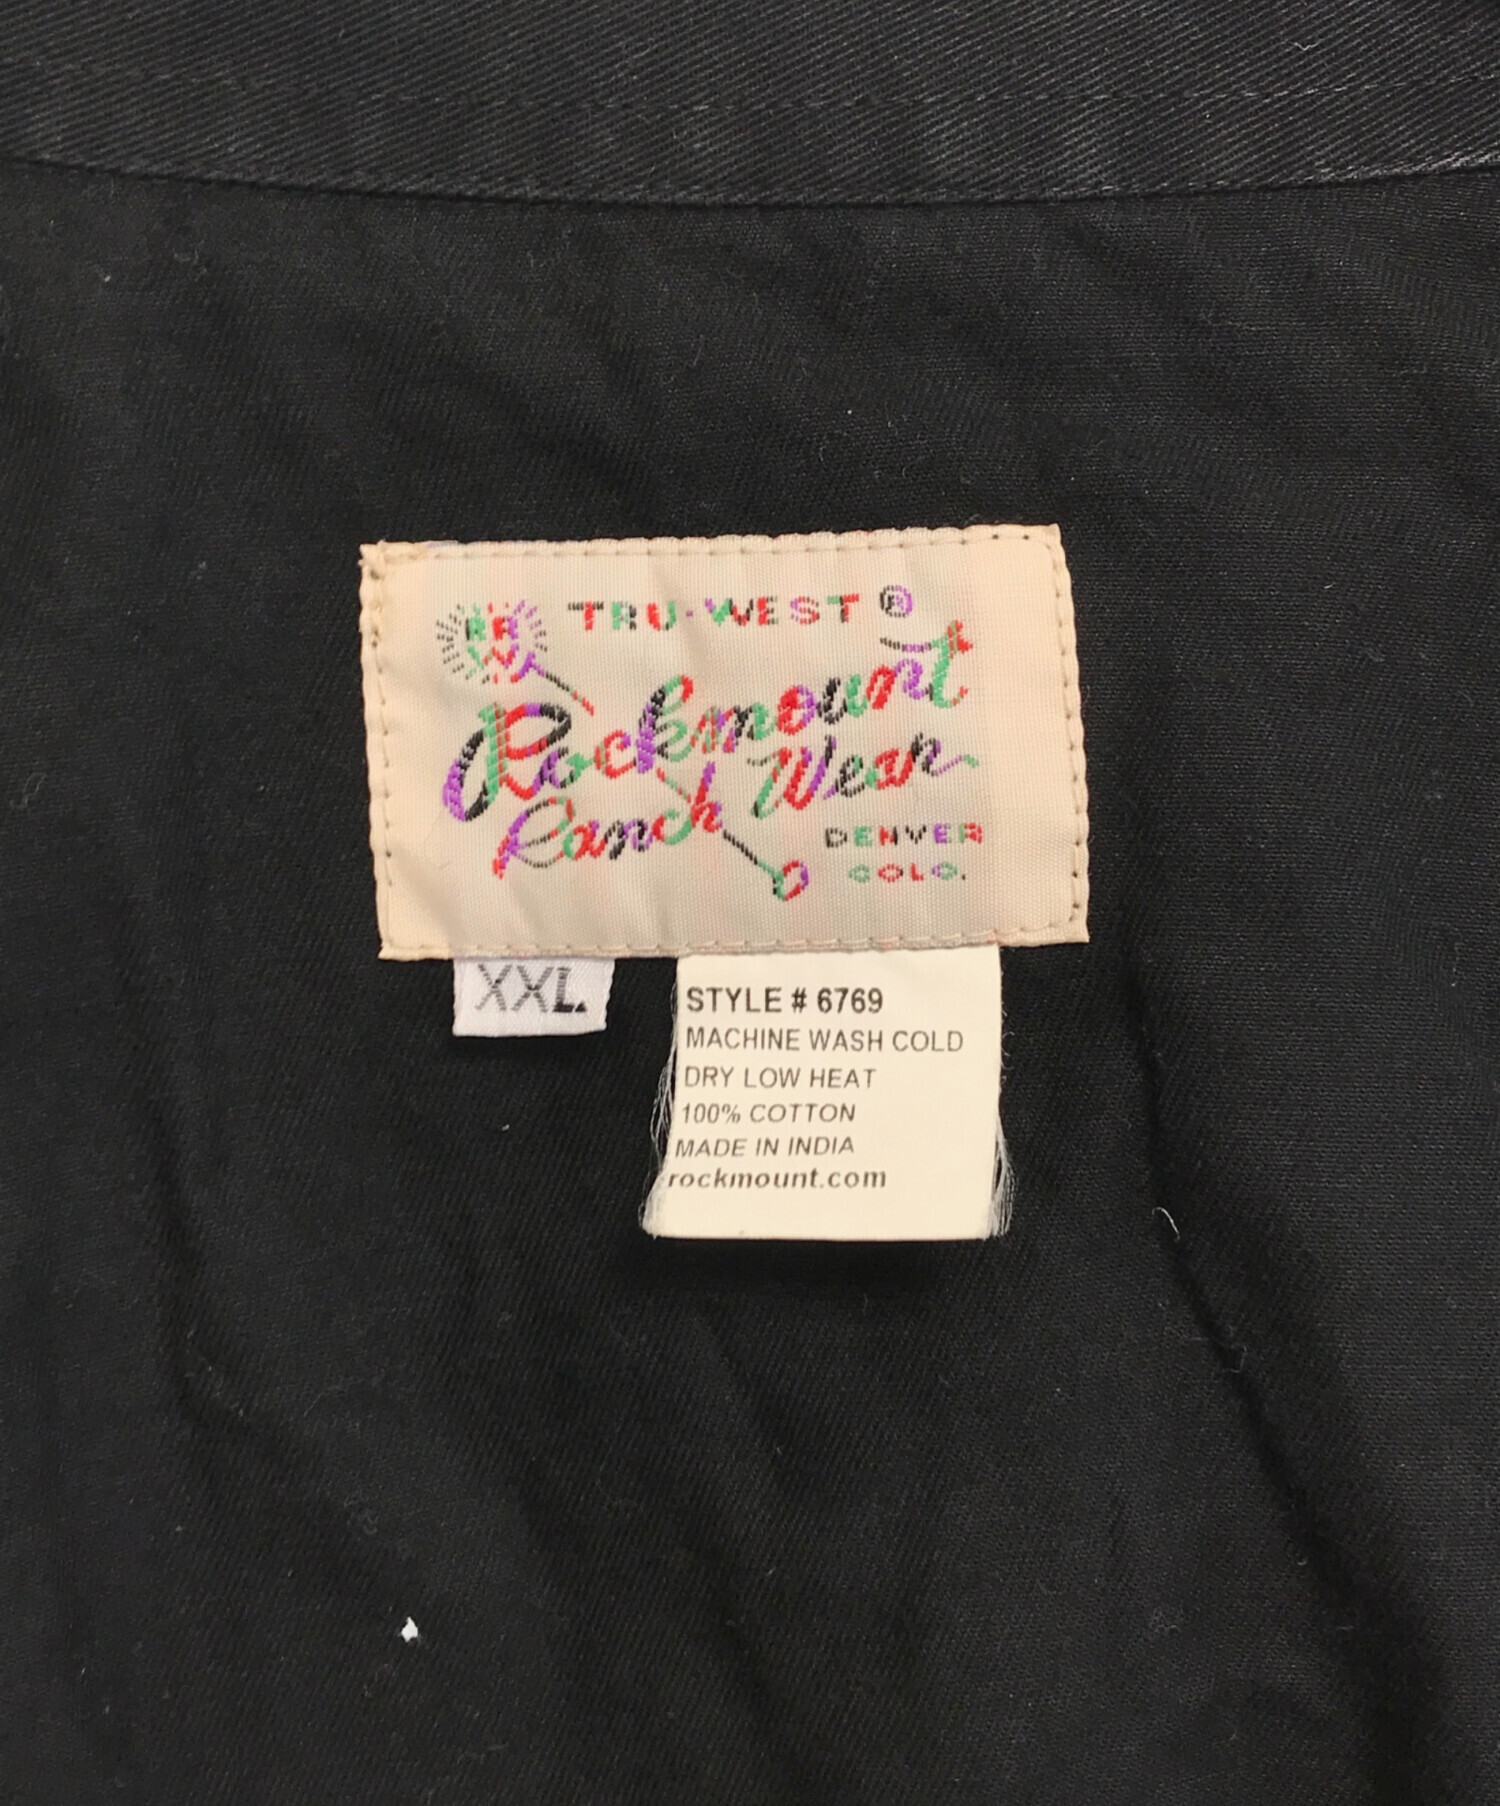 TRU-WEST ®
RR
W
Rockmount
Ranch Wear
DENVER
COLO.
XXL
STYLE # 6769
MACHINE WASH COLD
DRY LOW HEAT
100% COTTON
MADE IN INDIA
rockmount.com